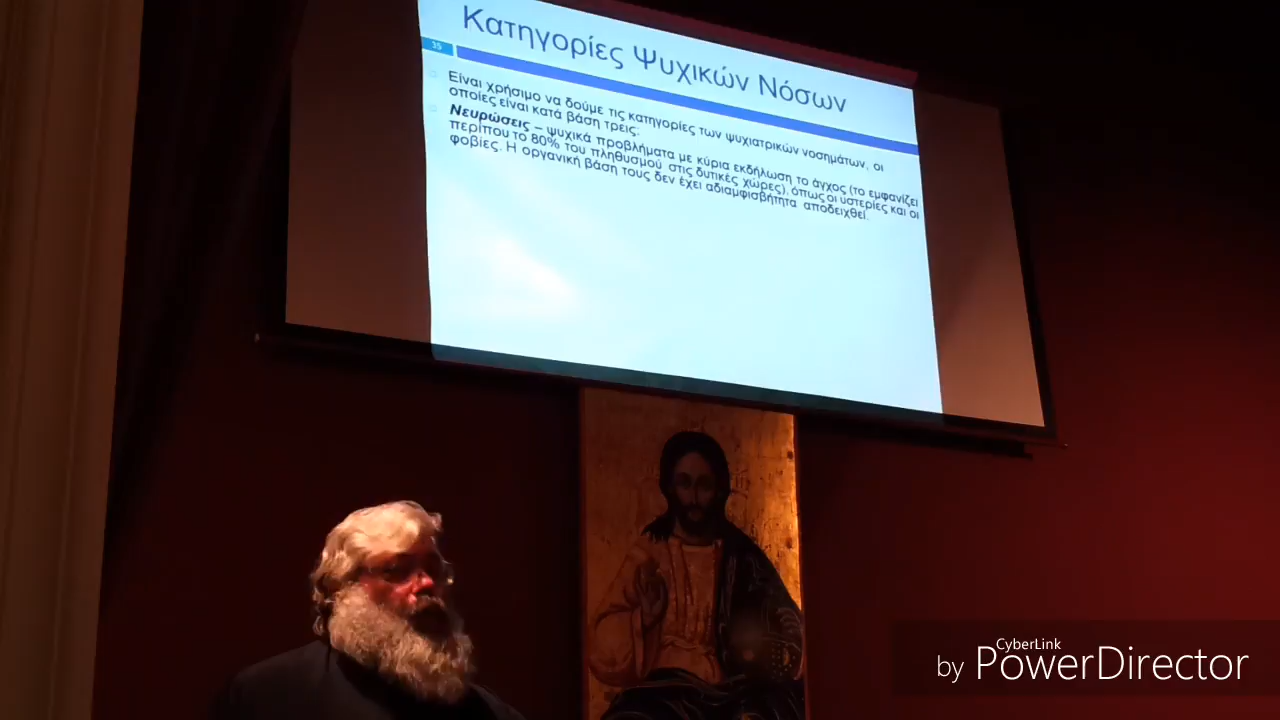 Κατηγορίες Ψυχικών Νόσων
35
Είναι χρήσιμο να δούμε τις κατηγορίες των ψυχιατρικών νοσημάτων, οι
οποίες είναι κατά βάση τρεις:
Νευρώσεις – ψυχικά προβλήματα με κύρια εκδήλωση το άγχος (το εμφανίζει
περίπου το 80% του πληθυσμού στις δυτικές χώρες), όπως οι υστερίες και οι
φοβίες. Η οργανική βάση τους δεν έχει αδιαμφισβήτητα αποδειχθεί.
CyberLink
by PowerDirector